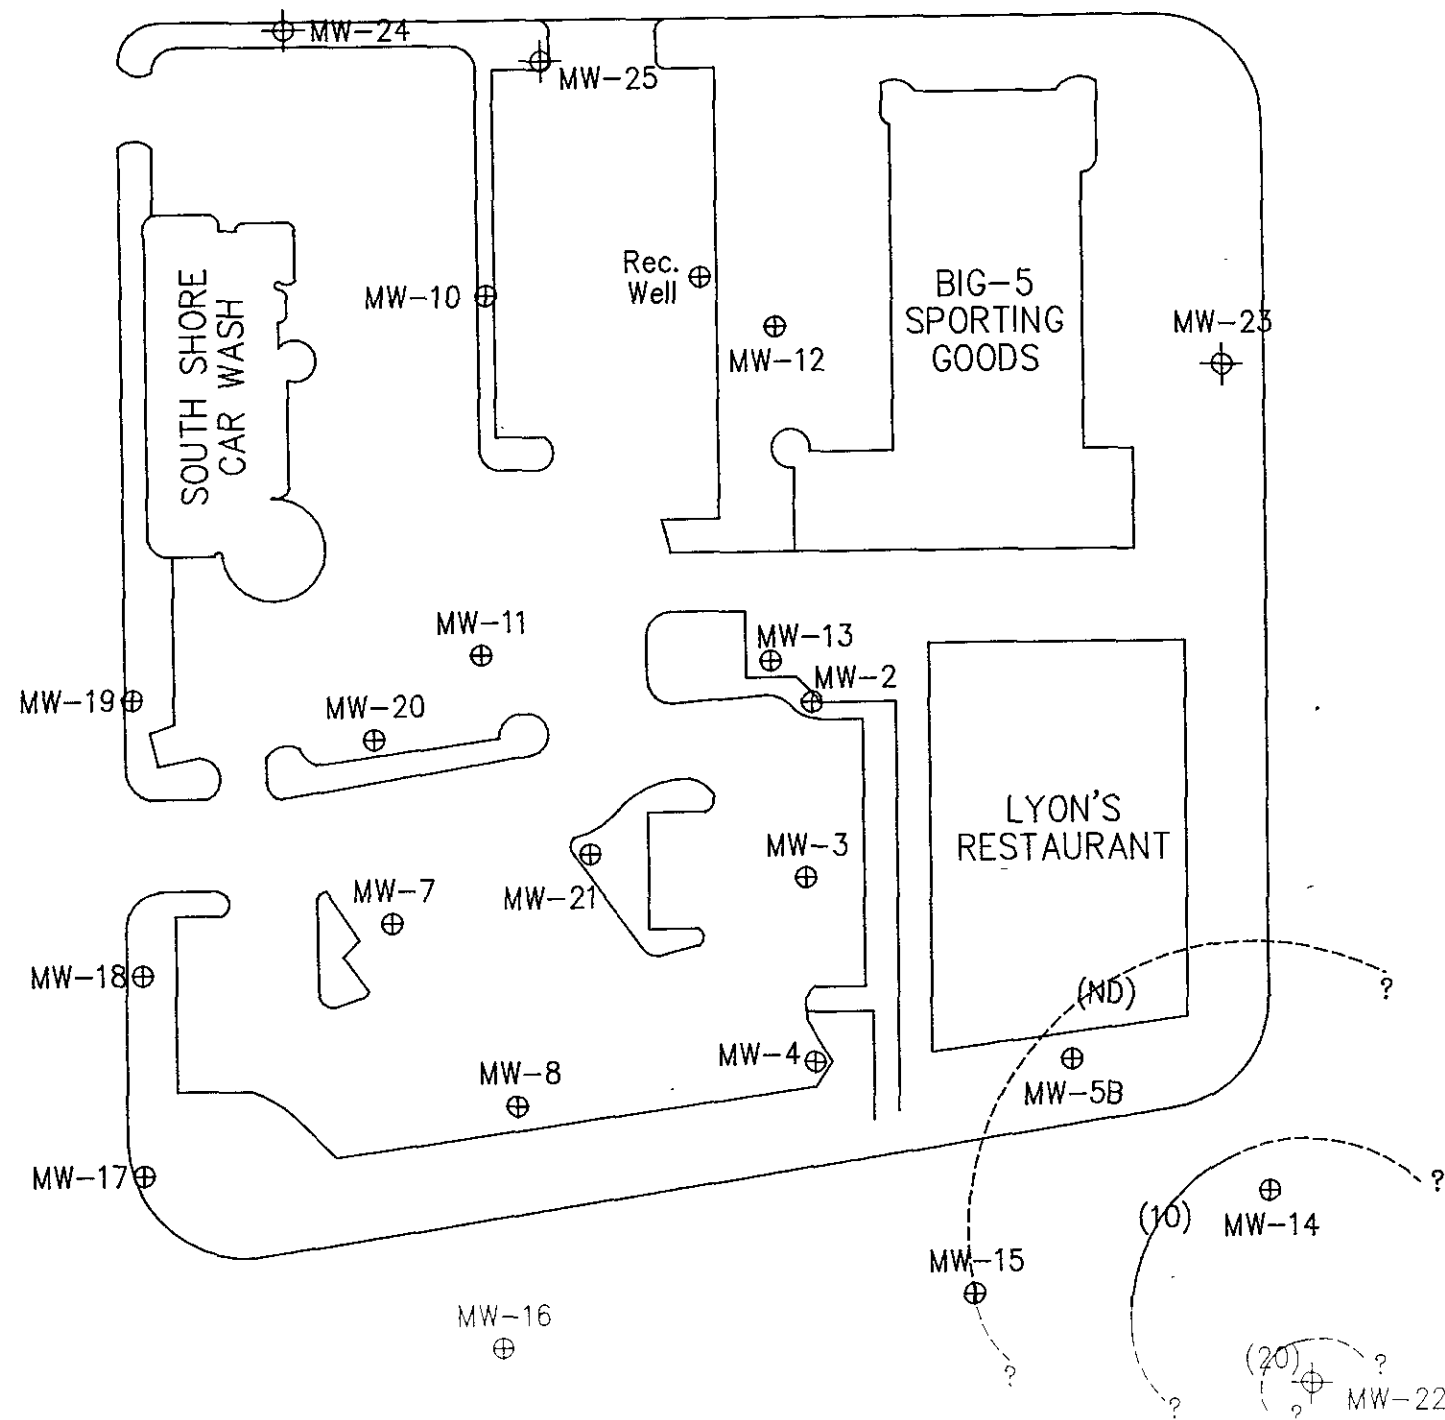 MW-24
MW-25
Rec.
Well
MW-10
MW-12
BIG-5
SPORTING
GOODS
MW-23
SOUTH SHORE
CAR WASH
MW-11
MW-13
MW-2
MW-19
MW-20
LYON'S
RESTAURANT
MW-3
MW-7
MW-21
MW-18
(ND)
?
MW-4
MW-5B
MW-8
MW-17
?
(10)
MW-14
MW-15
MW-16
?
(20)
?
MW-22
?
?